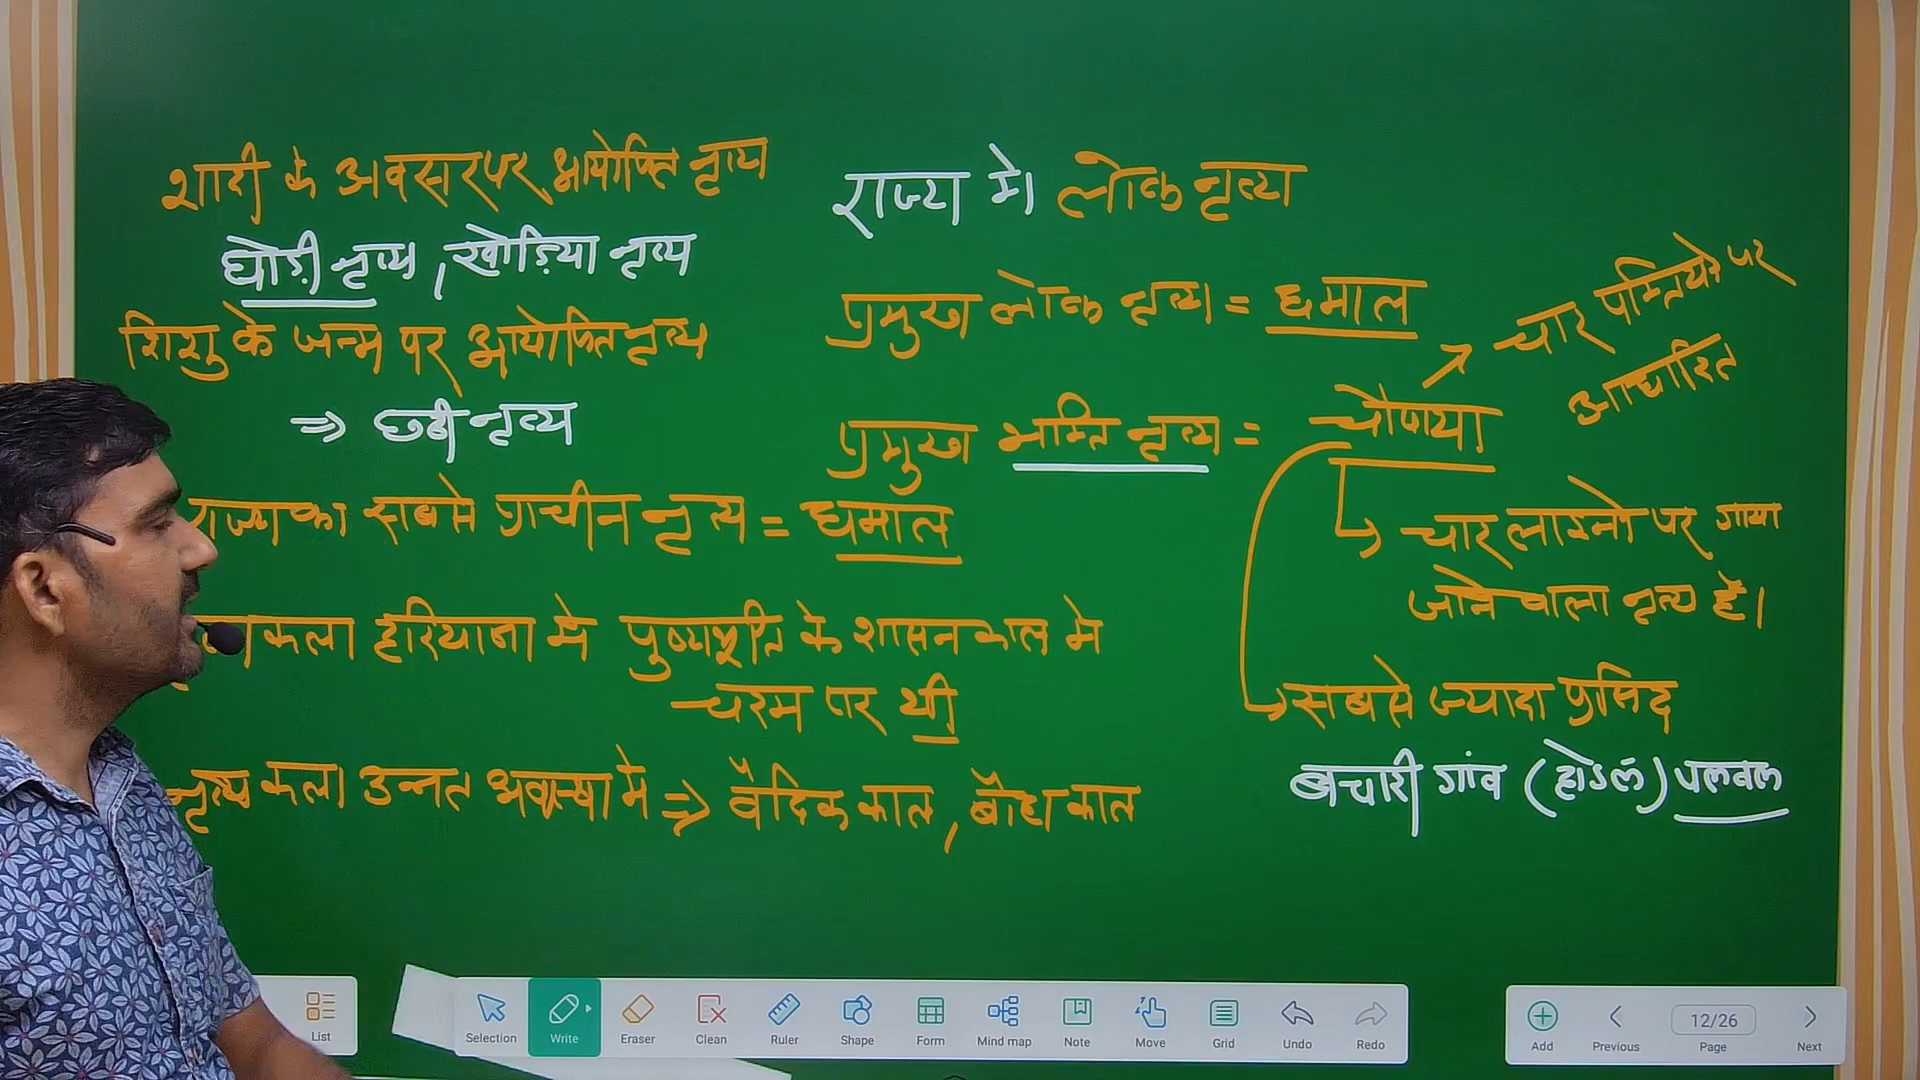 शादी के अवसर पर आयोजित नृत्य
घोड़ी नृत्य, खोड़िया नृत्य
शिशु के जन्म पर आयोजित नृत्य
⇒ छठी नृत्य
राज्य का सबसे प्राचीन नृत्य = धमाल
कला हरियाणा मे पुष्यभूति के शासनकाल मे
चरम पर थी
नृत्य कला उन्नत अवस्था मे ⇒ वैदिक काल, बौद्य काल
राज्य मे लोक नृत्य
प्रमुख लोक नृत्य = धमाल
प्रमुख भक्ति नृत्य = चौपाया
चार पंक्तियो पर
आधारित
चार लाइनो पर गाया
जाने वाला नृत्य है।
सबसे ज्यादा प्रसिद
बंचारी गांव (होडल) पलवल
List
Selection
Write
Eraser
Clean
Ruler
Shape
Form
Mind map
Note
Move
Grid
Undo
Redo
Add
Previous
12/26
Page
Next